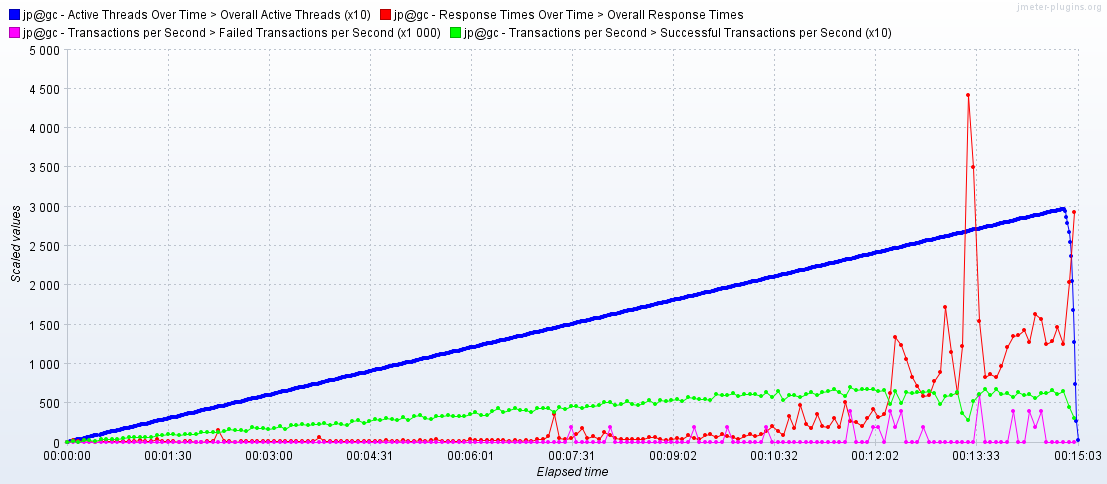 jp@gc - Active Threads Over Time > Overall Active Threads (x10) jp@gc - Response Times Over Time > Overall Response Times
jp@gc - Transactions per Second > Failed Transactions per Second (x1 000) jp@gc - Transactions per Second > Successful Transactions per Second (x10)
jmeter-plugins.org
5 000
4 500
4 000
3 500
3 000
2 500
2 000
1 500
1 000
500
0
Scaled values
00:00:00 00:01:30 00:03:00 00:04:31 00:06:01 00:07:31 00:09:02 00:10:32 00:12:02 00:13:33 00:15:03
Elapsed time